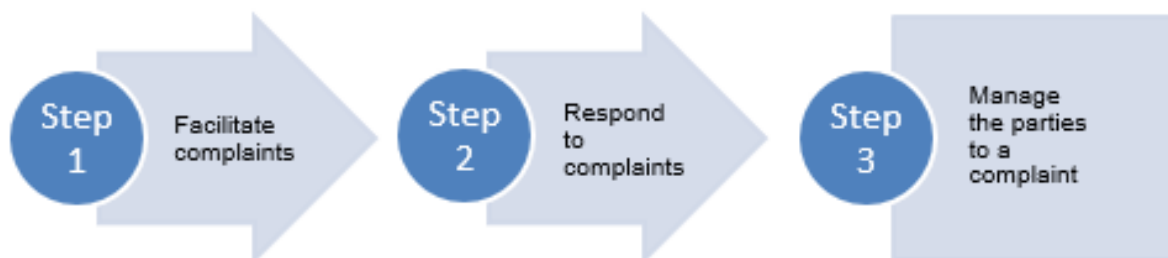 Step
1
Facilitate
complaints
Step
2
Respond
to
complaints
Step
3
Manage
the parties
to a
complaint